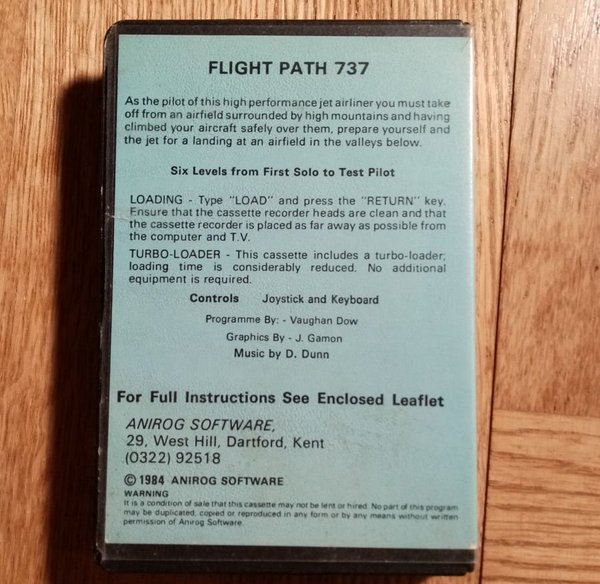 FLIGHT PATH 737
As the pilot of this high performance jet airliner you must take
off from an airfield surrounded by high mountains and having
climbed your aircraft safely over them, prepare yourself and
the jet for a landing at an airfield in the valleys below.
Six Levels from First Solo to Test Pilot
LOADING - Type "LOAD" and press the "RETURN" key.
Ensure that the cassette recorder heads are clean and that
the cassette recorder is placed as far away as possible from
the computer and T.V.
TURBO-LOADER - This cassette includes a turbo-loader;
loading time is considerably reduced. No additional
equipment is required.
Controls Joystick and Keyboard
Programme By: - Vaughan Dow
Graphics By - J. Gamon
Music by D. Dunn
For Full Instructions See Enclosed Leaflet
ANIROG SOFTWARE,
29, West Hill, Dartford, Kent
(0322) 92518
© 1984 ANIROG SOFTWARE
WARNING
It is a condition of sale that this cassette may not be lent or hired. No part of this program
may be duplicated, copied or reproduced in any form or by any means without written
permission of Anirog Software.